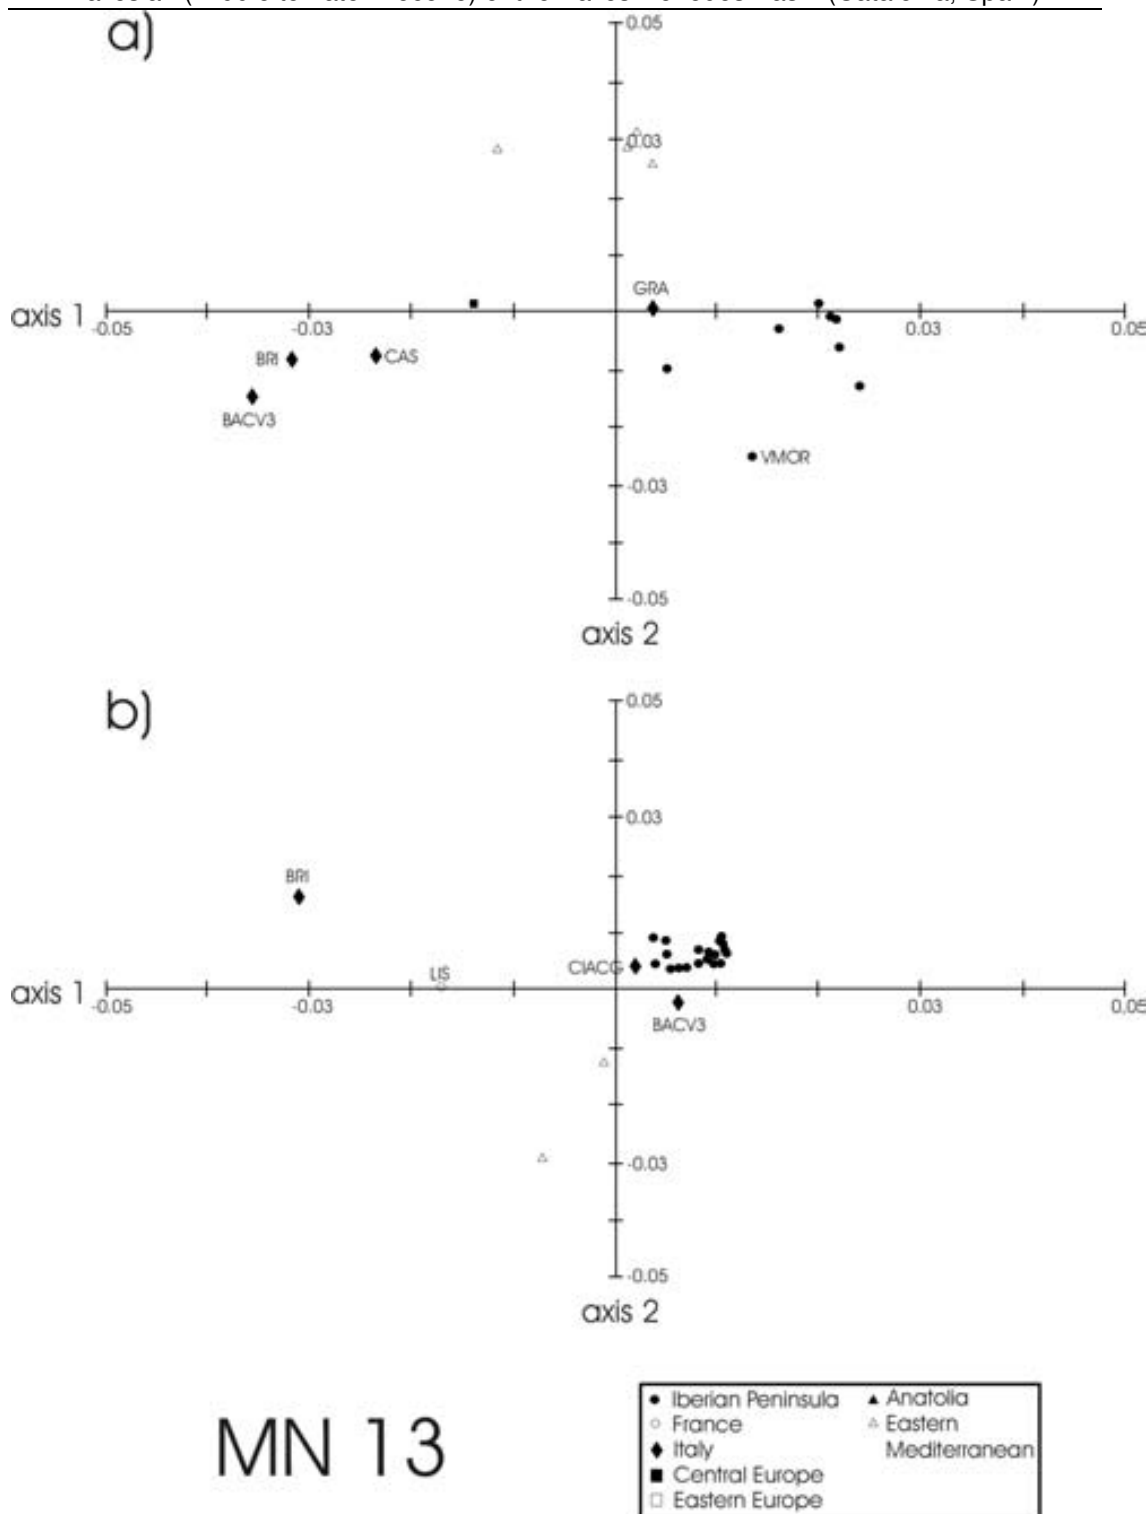 a)
0.05
0.03
GRA
axis 1
-0.05
-0.03
0.03
0.05
BRI
CAS
BACV3
VMOR
-0.03
-0.05
axis 2
b)
0.05
0.03
BRI
CIACG
LIS
axis 1
-0.05
-0.03
0.03
0.05
BACV3
-0.03
-0.05
axis 2
MN 13
Iberian Peninsula
France
Italy
Central Europe
Eastern Europe
Anatolia
Eastern
Mediterranean